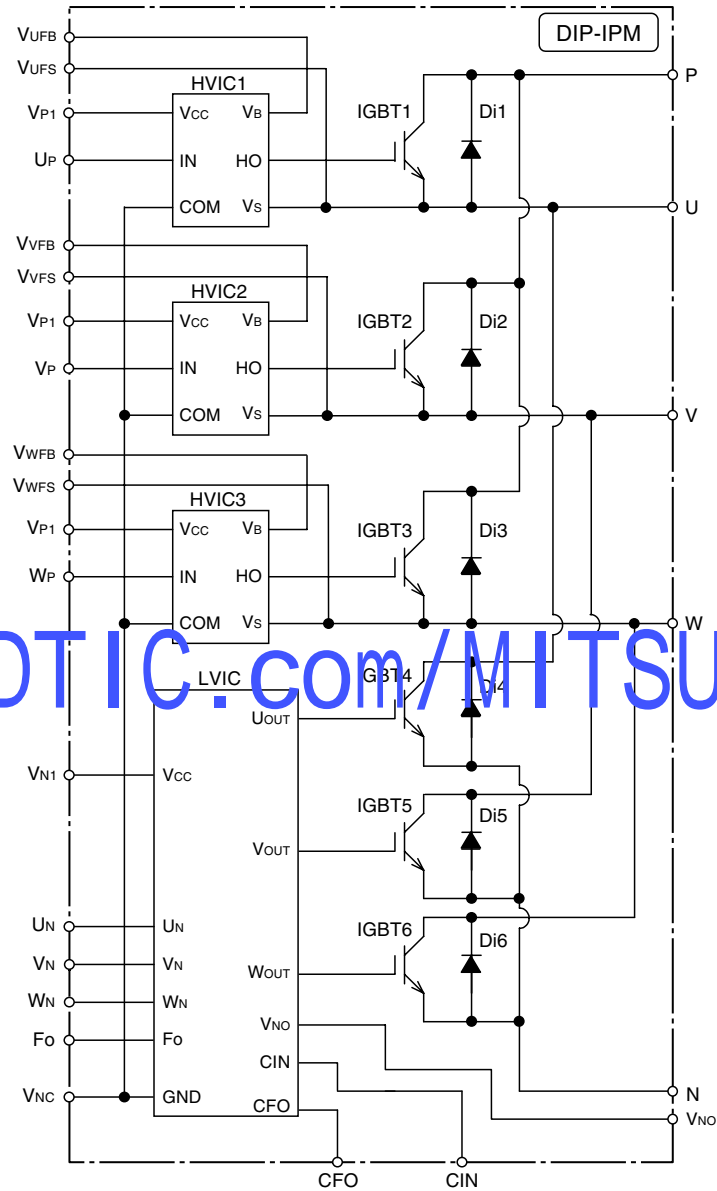 DIP-IPM
VUFB
VUFS
HVIC1
VP1
VCC
VB
IGBT1
Di1
P
UP
IN
HO
COM
VS
U
VVFB
VVFS
HVIC2
VP1
VCC
VB
IGBT2
Di2
VP
IN
HO
COM
VS
V
VWFB
VWFS
HVIC3
VP1
VCC
VB
IGBT3
Di3
WP
IN
HO
COM
VS
W
DTIC.com/MITSU
LVIC
IGBT4
Di4
UOUT
VN1
VCC
IGBT5
Di5
VOUT
UN
UN
IGBT6
Di6
VN
VN
WOUT
WN
WN
VNO
FO
FO
CIN
VNC
GND
CFO
N
VNO
CFO
CIN